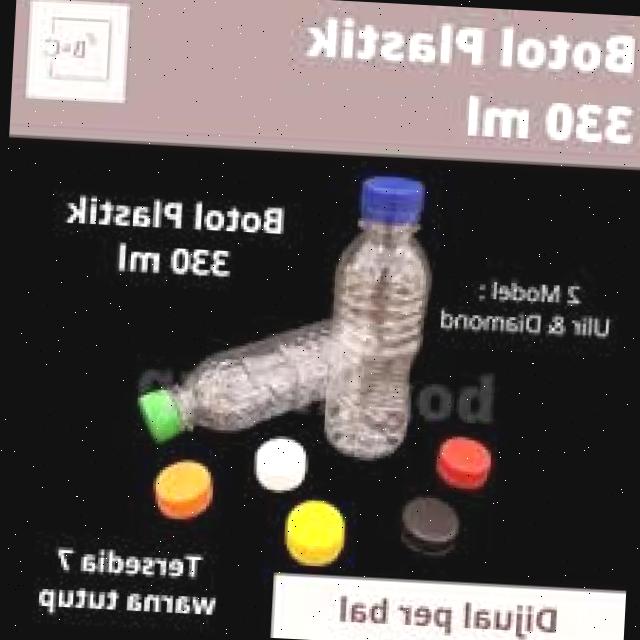 Botol Plastik
330 ml
B&C
Botol Plastik
330 ml
2 Model :
Ulir & Diamond
Tersedia 7
warna tutup
Dijual per bal